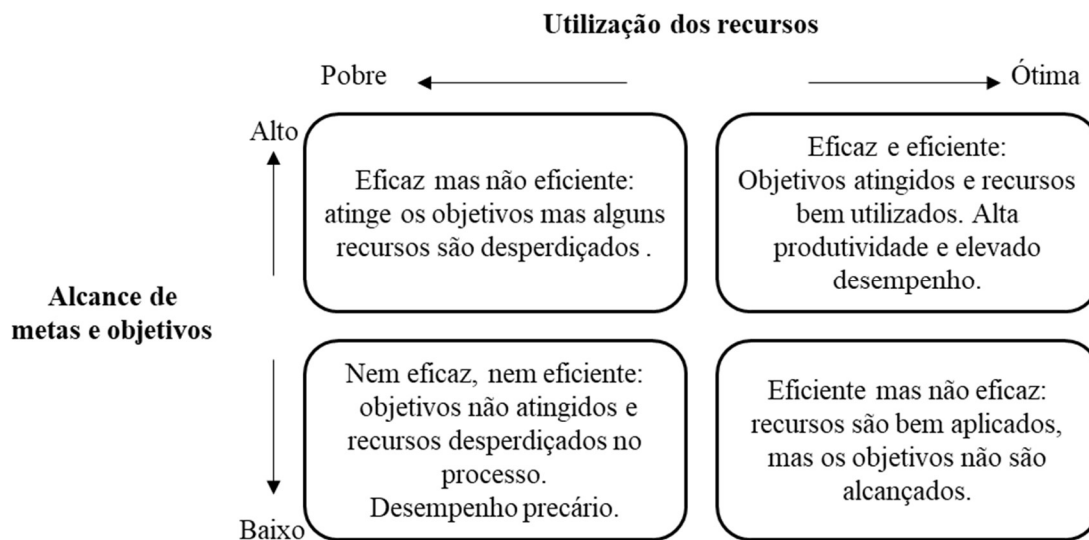 Utilização dos recursos
Pobre
Ótima
Alto
Eficaz mas não eficiente:
atinge os objetivos mas alguns
recursos são desperdiçados .
Eficaz e eficiente:
Objetivos atingidos e recursos
bem utilizados. Alta
produtividade e elevado
desempenho.
Alcance de
metas e objetivos
Nem eficaz, nem eficiente:
objetivos não atingidos e
recursos desperdiçados no
processo.
Desempenho precário.
Eficiente mas não eficaz:
recursos são bem aplicados,
mas os objetivos não são
alcançados.
Baixo